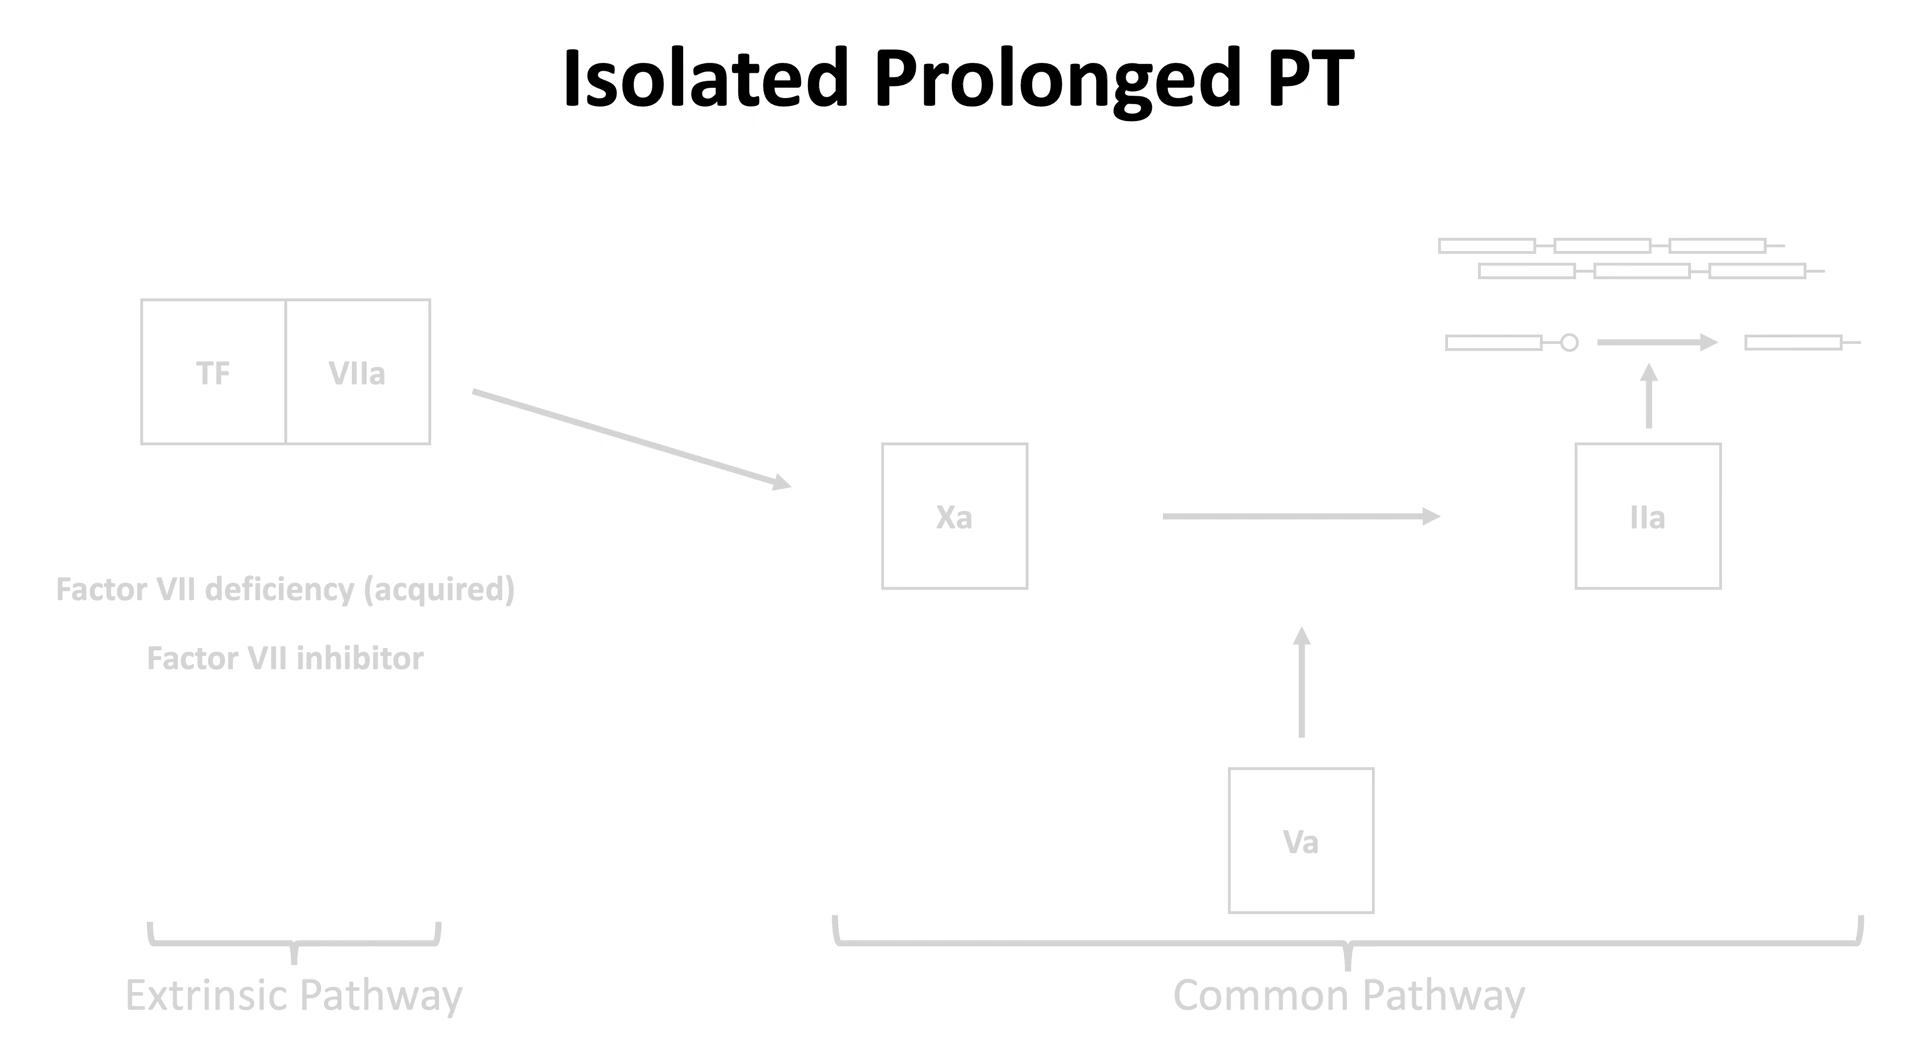 Isolated Prolonged PT
TF
VIIa
Xa
IIa
Factor VII deficiency (acquired)
Factor VII inhibitor
Va
Extrinsic Pathway
Common Pathway